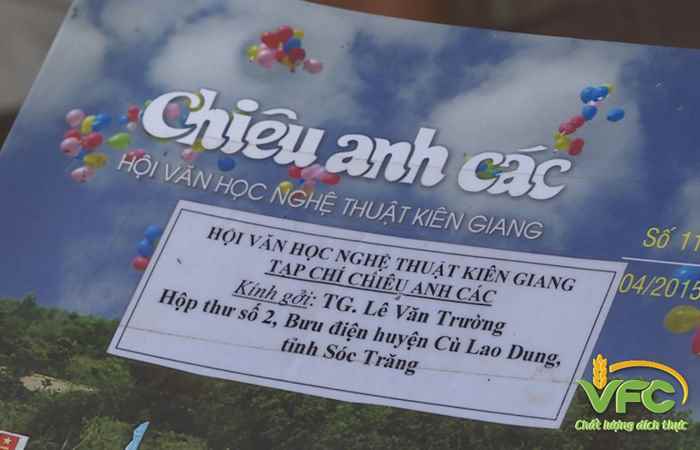 Chiêu anh các
HỘI VĂN HỌC NGHỆ THUẬT KIÊN GIANG
Số 11
04/2015
HỘI VĂN HỌC NGHỆ THUẬT KIÊN GIANG
TẠP CHÍ CHIÊU ANH CÁC
Kính gởi: TG. Lê Văn Trường
Hộp thư số 2, Bưu điện huyện Cù Lao Dung,
tỉnh Sóc Trăng
VFC
Chất lượng đích thực